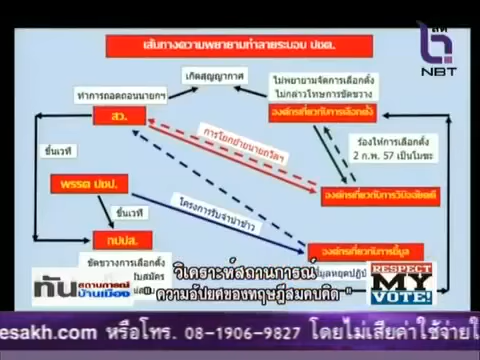 เส้นทางความพยายามทำลายระบอบ ปชต.
สด
NBT
เกิดสุญญากาศ
ไม่พยายามจัดการเลือกตั้ง
ไม่กล่าวโทษการขัดขวาง
ทำการถอดถอนนายกฯ
สว.
องค์กรเกี่ยวกับการเลือกตั้ง
การโยกย้ายนายถวิลฯ
ร้องให้การเลือกตั้ง
2 ก.พ. 57 เป็นโมฆะ
ขึ้นเวที
พรรค ปชป.
องค์กรเกี่ยวกับการวินิจฉัยคดี
ขึ้นเวที
โครงการรับจำนำข้าว
กปปส.
องค์กรเกี่ยวกับการชี้มูล
ขัดขวางการเลือกตั้ง
วิเคราะห์สถานการณ์
" ความอัปยศของทฤษฎีสมคบคิด "
ทันสถานการณ์บ้านเมือง
RESPECT
MY
VOTE!
esakh.com หรือโทร. 08-1906-9827 โดยไม่เสียค่าใช้จ่ายใ